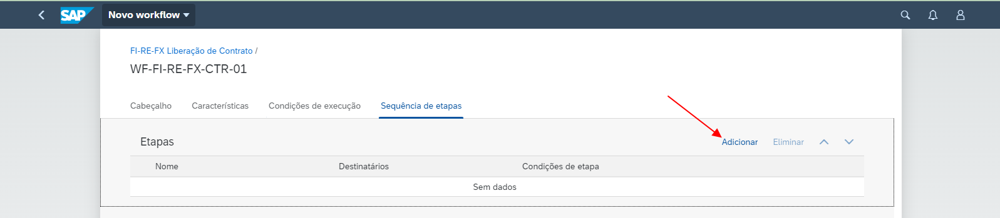 SAP Novo workflow
FI-RE-FX Liberação de Contrato /
WF-FI-RE-FX-CTR-01
Cabeçalho Características Condições de execução Sequência de etapas
Etapas Adicionar Eliminar
Nome Destinatários Condições de etapa
Sem dados